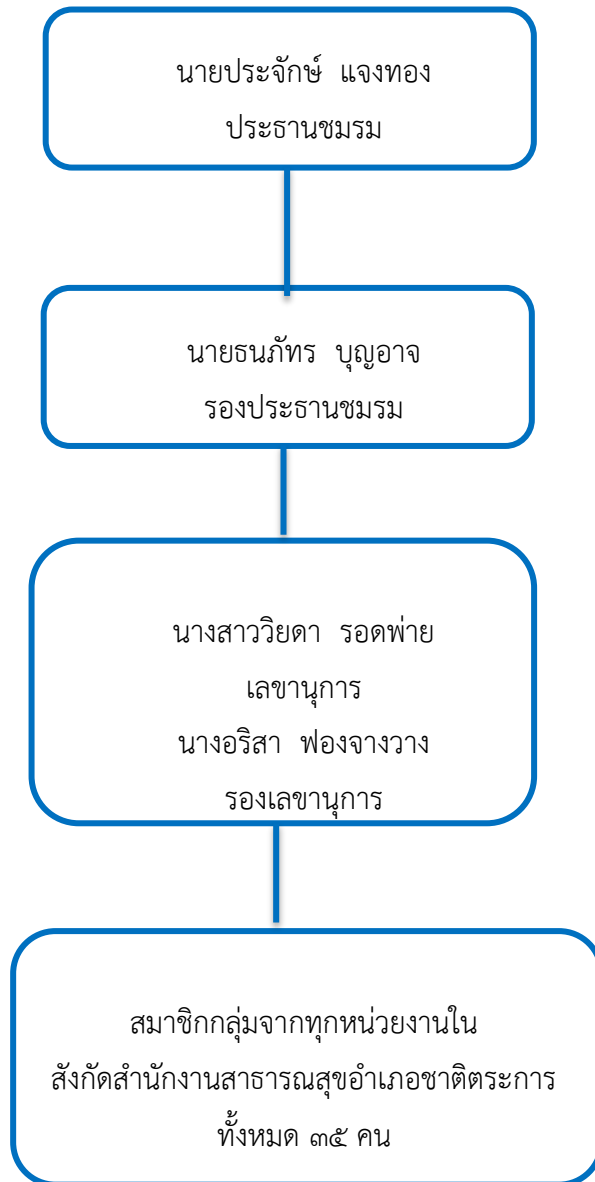 นายประจักษ์ แจงทอง
ประธานชมรม
นายธนภัทร บุญอาจ
รองประธานชมรม
นางสาววิยดา รอดพ่าย
เลขานุการ
นางอริสา ฟองจางวาง
รองเลขานุการ
สมาชิกกลุ่มจากทุกหน่วยงานใน
สังกัดสำนักงานสาธารณสุขอำเภอชาติตระการ
ทั้งหมด ๓๕ คน